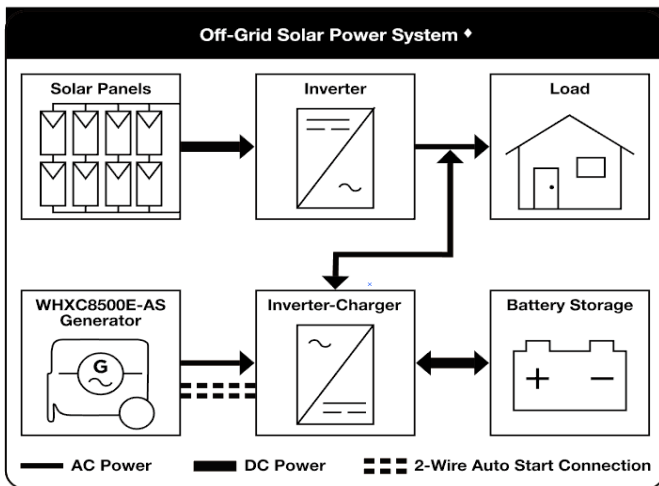 Off-Grid Solar Power System ♦
Solar Panels
Inverter
Load
WHXC8500E-AS
Generator
G
Inverter-Charger
Battery Storage
+ −
AC Power
DC Power
2-Wire Auto Start Connection